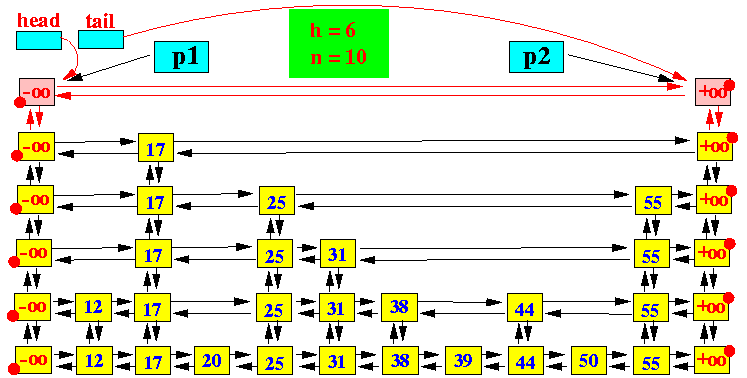 head tail
h = 6
n = 10
p1 p2
-oo +oo
-oo 17 +oo
-oo 17 25 55 +oo
-oo 17 25 31 55 +oo
-oo 12 17 25 31 38 44 55 +oo
-oo 12 17 20 25 31 38 39 44 50 55 +oo